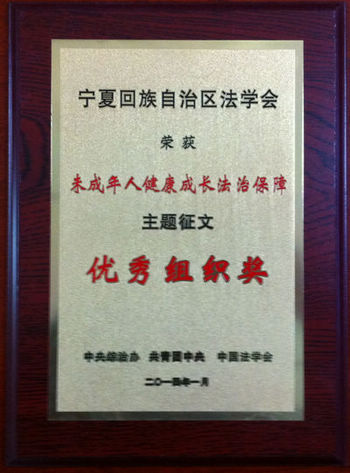 宁夏回族自治区法学会
荣获
未成年人健康成长法治保障
主题征文
优秀组织奖
中央综治办 共青团中央 中国法学会
二〇一四年一月